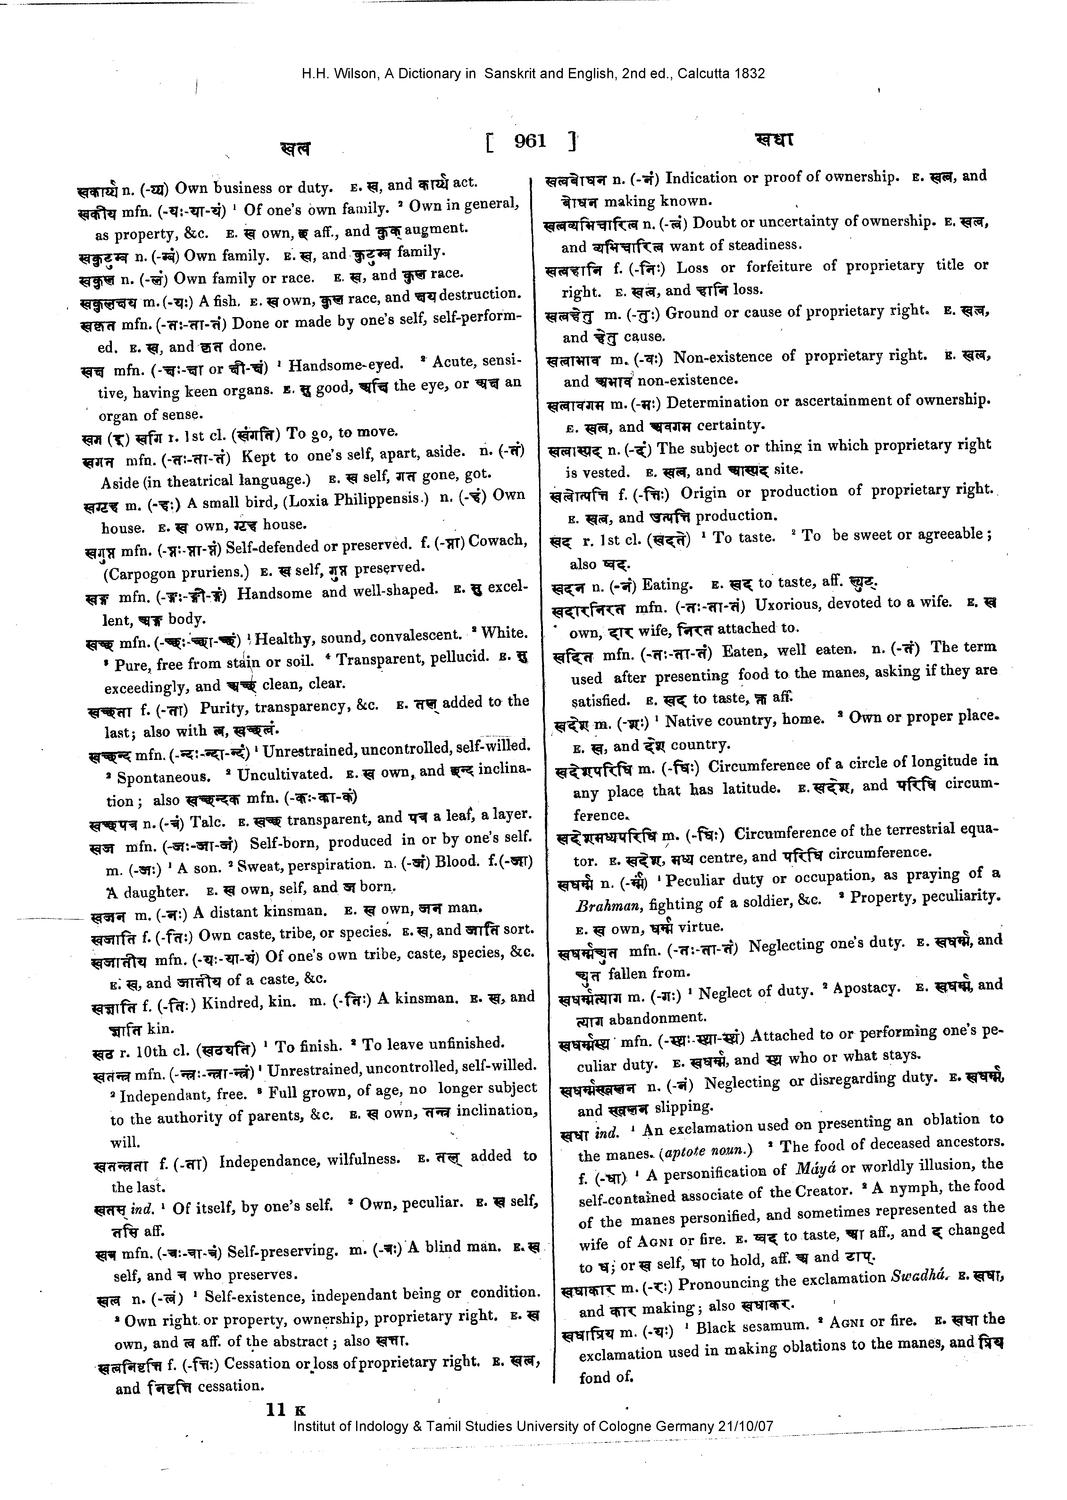 H.H. Wilson, A Dictionary in Sanskrit and English, 2nd ed., Calcutta 1832
स्वत्व [ 961 ] स्वधा
स्वकार्य्य n. (-र्य्यं) Own business or duty. E. स्व, and कार्य्य act.
स्वकीय mfn. (-यः-या-यं) ¹ Of one's own family. ² Own in general,
as property, &c. E. स्व own, छ aff., and कुक् augment.
स्वकुटुम्ब n. (-म्बं) Own family. E. स्व, and कुटुम्ब family.
स्वकुल n. (-लं) Own family or race. E. स्व, and कुल race.
स्वकुलक्षय m. (-यः) A fish. E. स्व own, कुल race, and क्षय destruction.
स्वकृत mfn. (-तः-ता-तं) Done or made by one's self, self-perform-
ed. E. स्व, and कृत done.
स्वक्ष mfn. (-क्षः-क्षा or क्षी-क्षं) ¹ Handsome-eyed. ² Acute, sensi-
tive, having keen organs. E. सु good, अक्षि the eye, or अक्ष an
organ of sense.
स्वग (इ) स्वगि r. 1st cl. (स्वंगति) To go, to move.
स्वगत mfn. (-तः-ता-तं) Kept to one's self, apart, aside. n. (-तं)
Aside (in theatrical language.) E. स्व self, गत gone, got.
स्वगृह m. (-हः) A small bird, (Loxia Philippensis.) n. (-हं) Own
house. E. स्व own, गृह house.
स्वगुप्त mfn. (-प्तः-प्ता-प्तं) Self-defended or preserved. f. (-प्ता) Cowach,
(Carpogon pruriens.) E. स्व self, गुप्त preserved.
स्वङ्ग mfn. (-ङ्गः-ङ्गी-ङ्गं) Handsome and well-shaped. E. सु excel-
lent, अङ्ग body.
स्वच्छ mfn. (-च्छः-च्छा-च्छं) ¹ Healthy, sound, convalescent. ² White.
³ Pure, free from stain or soil. ⁴ Transparent, pellucid. E. सु
exceedingly, and अच्छ clean, clear.
स्वच्छता f. (-ता) Purity, transparency, &c. E. तल् added to the
last; also with त्व, स्वच्छत्वं.
स्वच्छन्द mfn. (-न्दः-न्दा-न्दं) ¹ Unrestrained, uncontrolled, self-willed.
² Spontaneous. ³ Uncultivated. E. स्व own, and छन्द inclina-
tion; also स्वच्छन्दक mfn. (-कः-का-कं)
स्वच्छपत्र n. (-त्रं) Talc. E. स्वच्छ transparent, and पत्र a leaf, a layer.
स्वज mfn. (-जः-जा-जं) Self-born, produced in or by one's self.
m. (-जः) ¹ A son. ² Sweat, perspiration. n. (-जं) Blood. f. (-जा)
A daughter. E. स्व own, self, and ज born.
स्वजन m. (-नः) A distant kinsman. E. स्व own, जन man.
स्वजाति f. (-तिः) Own caste, tribe, or species. E. स्व, and जाति sort.
स्वजातीय mfn. (-यः-या-यं) Of one's own tribe, caste, species, &c.
E. स्व, and जातीय of a caste, &c.
स्वज्ञाति f. (-तिः) Kindred, kin. m. (-तिः) A kinsman. E. स्व, and
ज्ञाति kin.
स्वठ r. 10th cl. (स्वठयति) ¹ To finish. ² To leave unfinished.
स्वतन्त्र mfn. (-न्त्रः-न्त्रा-न्त्रं) ¹ Unrestrained, uncontrolled, self-willed.
² Independant, free. ³ Full grown, of age, no longer subject
to the authority of parents, &c. E. स्व own, तन्त्र inclination,
will.
स्वतन्त्रता f. (-ता) Independance, wilfulness. E. तल् added to
the last.
स्वतस् ind. ¹ Of itself, by one's self. ² Own, peculiar. E. स्व self,
तसि aff.
स्वत्र mfn. (-त्रः-त्रा-त्रं) Self-preserving. m. (-त्रः) A blind man. E. स्व
self, and त्र who preserves.
स्वत्व n. (-त्वं) ¹ Self-existence, independant being or condition.
² Own right or property, ownership, proprietary right. E. स्व
own, and त्व aff. of the abstract; also स्वत्ता.
स्वत्वनिवृत्ति f. (-त्तिः) Cessation or loss of proprietary right. E. स्वत्व,
and निवृत्ति cessation.
11 K
स्वत्वबोधन n. (-नं) Indication or proof of ownership. E. स्वत्व, and
बोधन making known.
स्वत्वव्यभिचारित्व n. (-त्वं) Doubt or uncertainty of ownership. E. स्वत्व,
and व्यभिचारित्व want of steadiness.
स्वत्वहानि f. (-निः) Loss or forfeiture of proprietary title or
right. E. स्वत्व, and हानि loss.
स्वत्वहेतु m. (-तुः) Ground or cause of proprietary right. E. स्वत्व,
and हेतु cause.
स्वत्वाभाव m. (-वः) Non-existence of proprietary right. E. स्वत्व,
and अभाव non-existence.
स्वत्वावगम m. (-मः) Determination or ascertainment of ownership.
E. स्वत्व, and अवगम certainty.
स्वत्वास्पद n. (-दं) The subject or thing in which proprietary right
is vested. E. स्वत्व, and आस्पद site.
स्वत्वोत्पत्ति f. (-त्तिः) Origin or production of proprietary right.
E. स्वत्व, and उत्पत्ति production.
स्वद r. 1st cl. (स्वदते) ¹ To taste. ² To be sweet or agreeable;
also ष्वद.
स्वदन n. (-नं) Eating. E. स्वद् to taste, aff. ल्युट्.
स्वदारनिरत mfn. (-तः-ता-तं) Uxorious, devoted to a wife. E. स्व
own, दार wife, निरत attached to.
स्वदित mfn. (-तः-ता-तं) Eaten, well eaten. n. (-तं) The term
used after presenting food to the manes, asking if they are
satisfied. E. स्वद् to taste, क्त aff.
स्वदेश m. (-शः) ¹ Native country, home. ² Own or proper place.
E. स्व, and देश country.
स्वदेशपरिधि m. (-धिः) Circumference of a circle of longitude in
any place that has latitude. E. स्वदेश, and परिधि circum-
ference.
स्वदेशमध्यपरिधि m. (-धिः) Circumference of the terrestrial equa-
tor. E. स्वदेश, मध्य centre, and परिधि circumference.
स्वधर्म्म n. (-र्म्मं) ¹ Peculiar duty or occupation, as praying of a
Brahman, fighting of a soldier, &c. ² Property, peculiarity.
E. स्व own, धर्म्म virtue.
स्वधर्म्मच्युत mfn. (-तः-ता-तं) Neglecting one's duty. E. स्वधर्म्म, and
च्युत fallen from.
स्वधर्म्मत्याग m. (-गः) ¹ Neglect of duty. ² Apostacy. E. स्वधर्म्म, and
त्याग abandonment.
स्वधर्म्मस्थ mfn. (-स्थः-स्था-स्थं) Attached to or performing one's pe-
culiar duty. E. स्वधर्म्म, and स्थ who or what stays.
स्वधर्म्मस्खलन n. (-नं) Neglecting or disregarding duty. E. स्वधर्म्म,
and स्खलन slipping.
स्वधा ind. ¹ An exclamation used on presenting an oblation to
the manes. (aptote noun.) ² The food of deceased ancestors.
f. (-धा) ¹ A personification of Máyá or worldly illusion, the
self-contained associate of the Creator. ² A nymph, the food
of the manes personified, and sometimes represented as the
wife of AGNI or fire. E. ष्वद् to taste, आ aff., and द changed
to ध; or स्व self, धा to hold, aff. अ and टाप्.
स्वधाकार m. (-रः) Pronouncing the exclamation Swadhá. E. स्वधा,
and कार making; also स्वधाकर.
स्वधाप्रिय m. (-यः) ¹ Black sesamum. ² AGNI or fire. E. स्वधा the
exclamation used in making oblations to the manes, and प्रिय
fond of.
Institut of Indology & Tamil Studies University of Cologne Germany 21/10/07